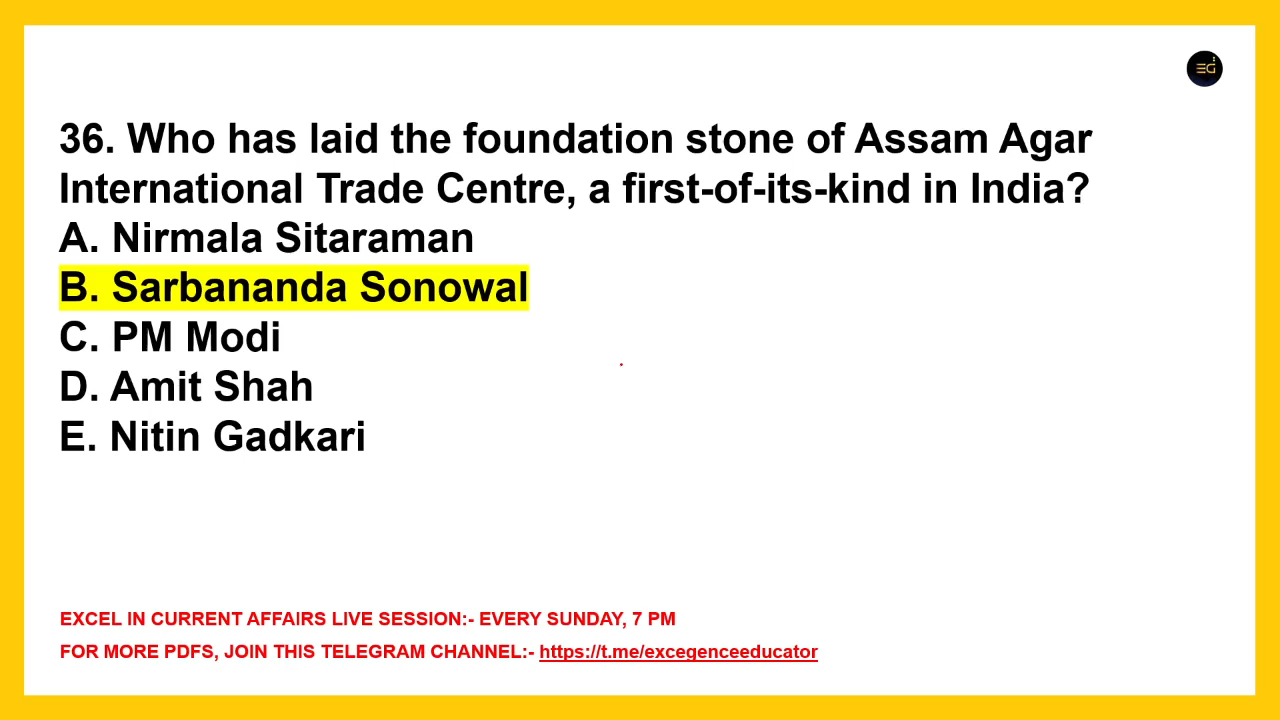 36. Who has laid the foundation stone of Assam Agar
International Trade Centre, a first-of-its-kind in India?
A. Nirmala Sitaraman
B. Sarbananda Sonowal
C. PM Modi
D. Amit Shah
E. Nitin Gadkari
EXCEL IN CURRENT AFFAIRS LIVE SESSION:- EVERY SUNDAY, 7 PM
FOR MORE PDFS, JOIN THIS TELEGRAM CHANNEL:- https://t.me/excegenceeducator